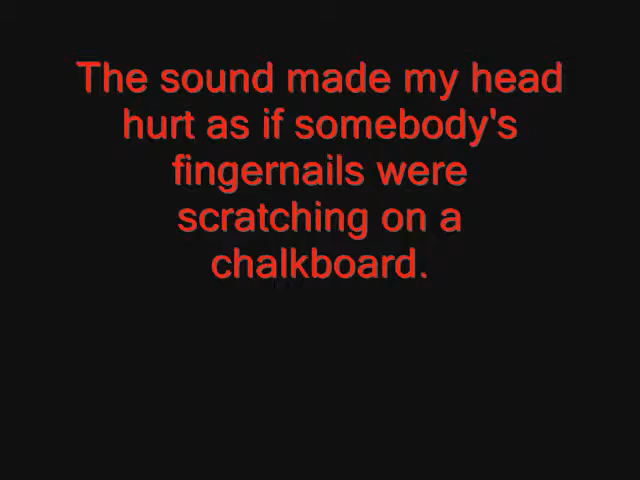 The sound made my head
hurt as if somebody's
fingernails were
scratching on a
chalkboard.